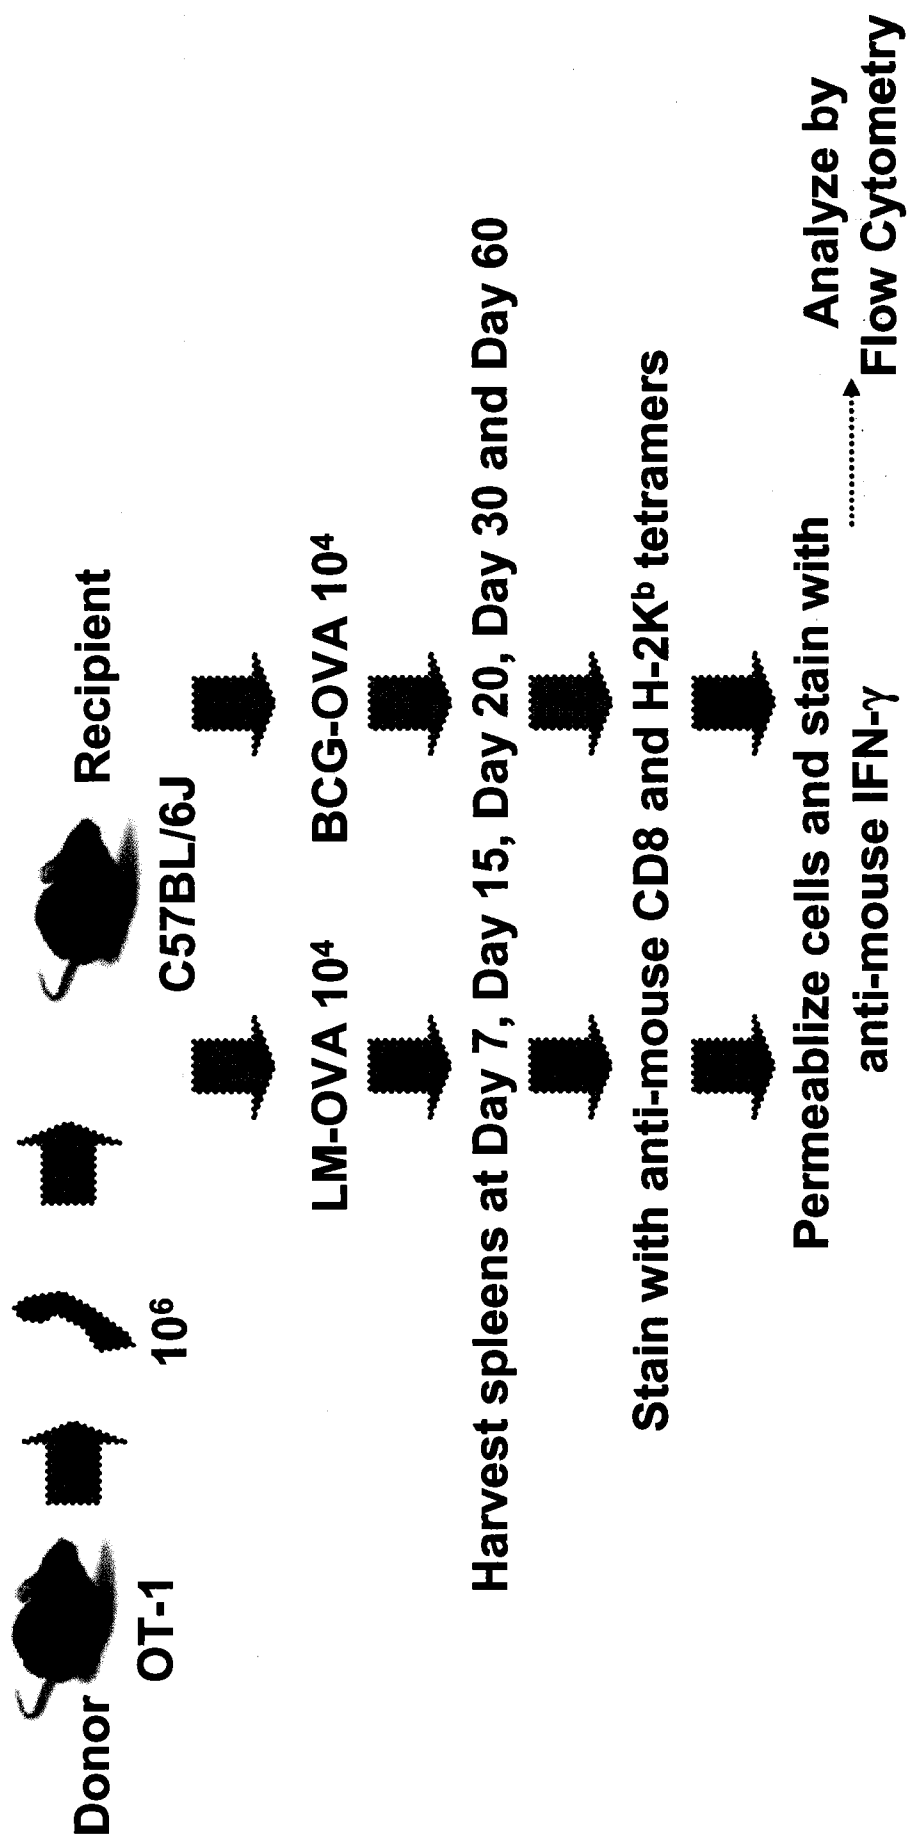 Donor
OT-1
10⁶
Recipient
C57BL/6J
LM-OVA 10⁴
BCG-OVA 10⁴
Harvest spleens at Day 7, Day 15, Day 20, Day 30 and Day 60
Stain with anti-mouse CD8 and H-2Kᵇ tetramers
Permeablize cells and stain with
anti-mouse IFN-γ
Analyze by
Flow Cytometry